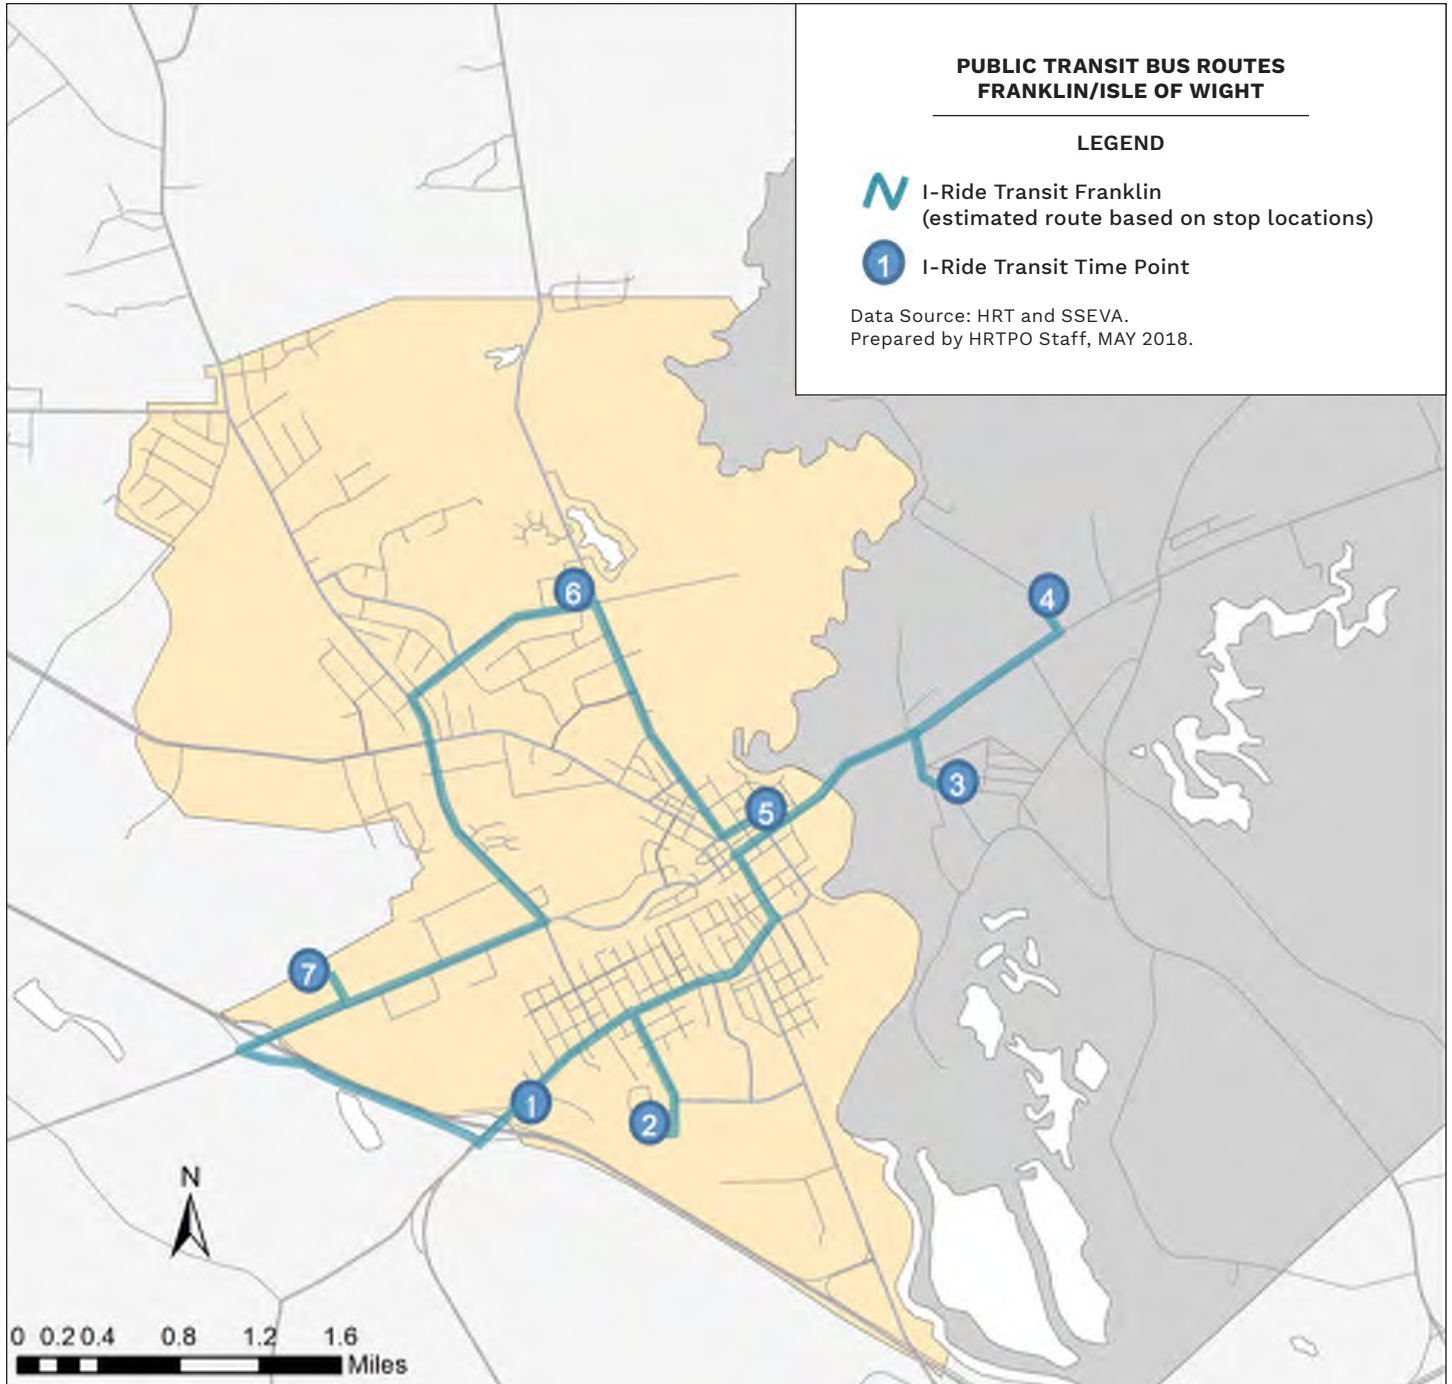 PUBLIC TRANSIT BUS ROUTES
FRANKLIN/ISLE OF WIGHT
LEGEND
I-Ride Transit Franklin
(estimated route based on stop locations)
1 I-Ride Transit Time Point
Data Source: HRT and SSEVA.
Prepared by HRTPO Staff, MAY 2018.
6
4
3
5
7
1
2
N
0 0.2 0.4 0.8 1.2 1.6
Miles